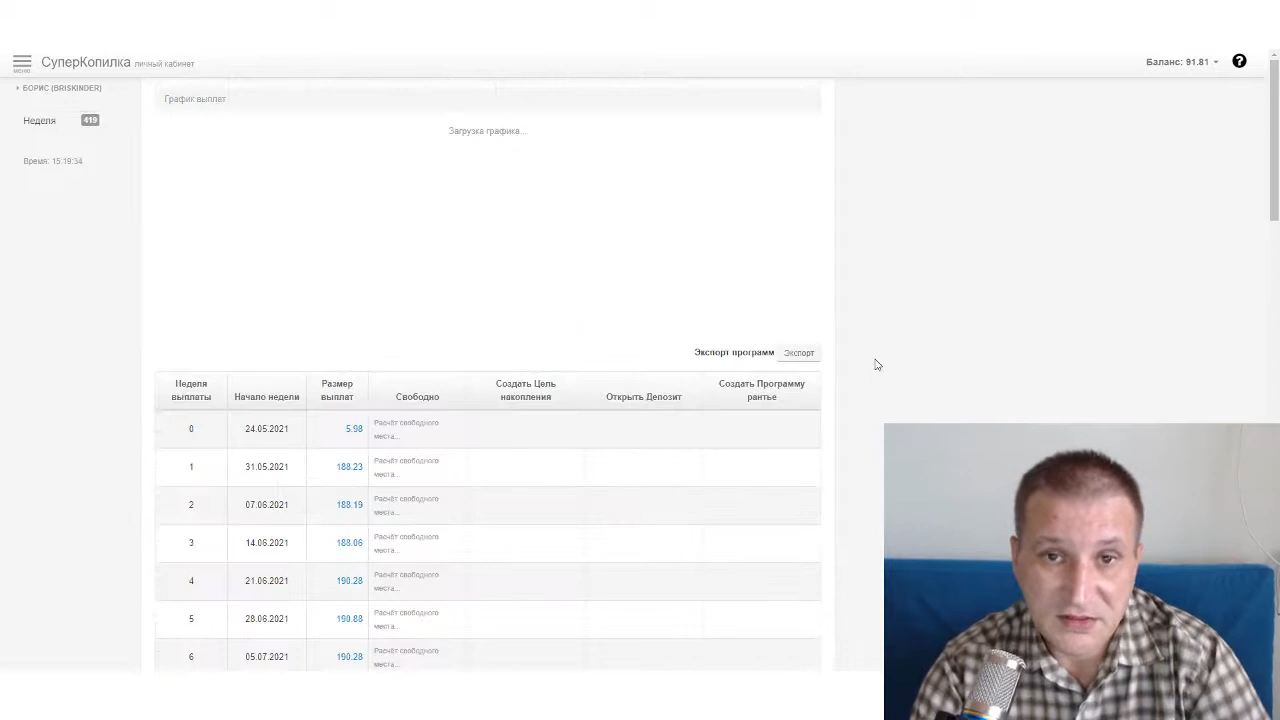 СуперКопилка личный кабинет
Баланс: 91.81
?
МЕНЮ
БОРИС (BRISKINDER)
График выплат
Неделя 419
Загрузка графика...
Время: 15:19:34
Экспорт программ Экспорт
Неделя выплаты
Начало недели
Размер выплат
Свободно
Создать Цель накопления
Открыть Депозит
Создать Программу рантье
0 24.05.2021 5.98 Расчёт свободного места...
1 31.05.2021 188.23 Расчёт свободного места...
2 07.06.2021 188.19 Расчёт свободного места...
3 14.06.2021 188.06 Расчёт свободного места...
4 21.06.2021 190.28 Расчёт свободного места...
5 28.06.2021 190.88 Расчёт свободного места...
6 05.07.2021 190.28 Расчёт свободного места...